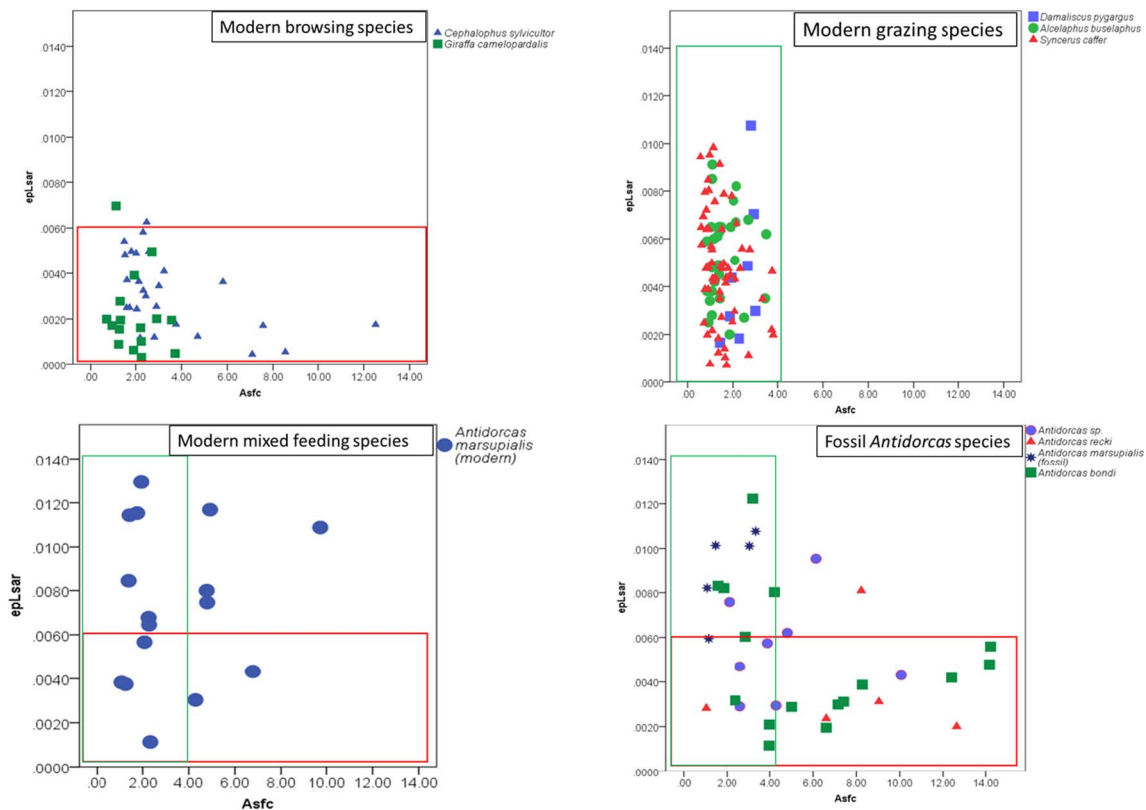 Modern browsing species
Cephalophus sylvicultor
Giraffa camelopardalis
.0140
.0120
.0100
.0080
.0060
.0040
.0020
.0000
epLsar
.00 2.00 4.00 6.00 8.00 10.00 12.00 14.00
Asfc
Modern grazing species
Damaliscus pygargus
Alcelaphus buselaphus
Syncerus caffer
.0140
.0120
.0100
.0080
.0060
.0040
.0020
.0000
epLsar
.00 2.00 4.00 6.00 8.00 10.00 12.00 14.00
Asfc
Modern mixed feeding species
Antidorcas
marsupialis
(modern)
.0140
.0120
.0100
.0080
.0060
.0040
.0020
.0000
epLsar
.00 2.00 4.00 6.00 8.00 10.00 12.00 14.00
Asfc
Fossil Antidorcas species
Antidorcas sp.
Antidorcas recki
Antidorcas marsupialis
(fossil)
Antidorcas bondi
.0140
.0120
.0100
.0080
.0060
.0040
.0020
.0000
epLsar
.00 2.00 4.00 6.00 8.00 10.00 12.00 14.00
Asfc